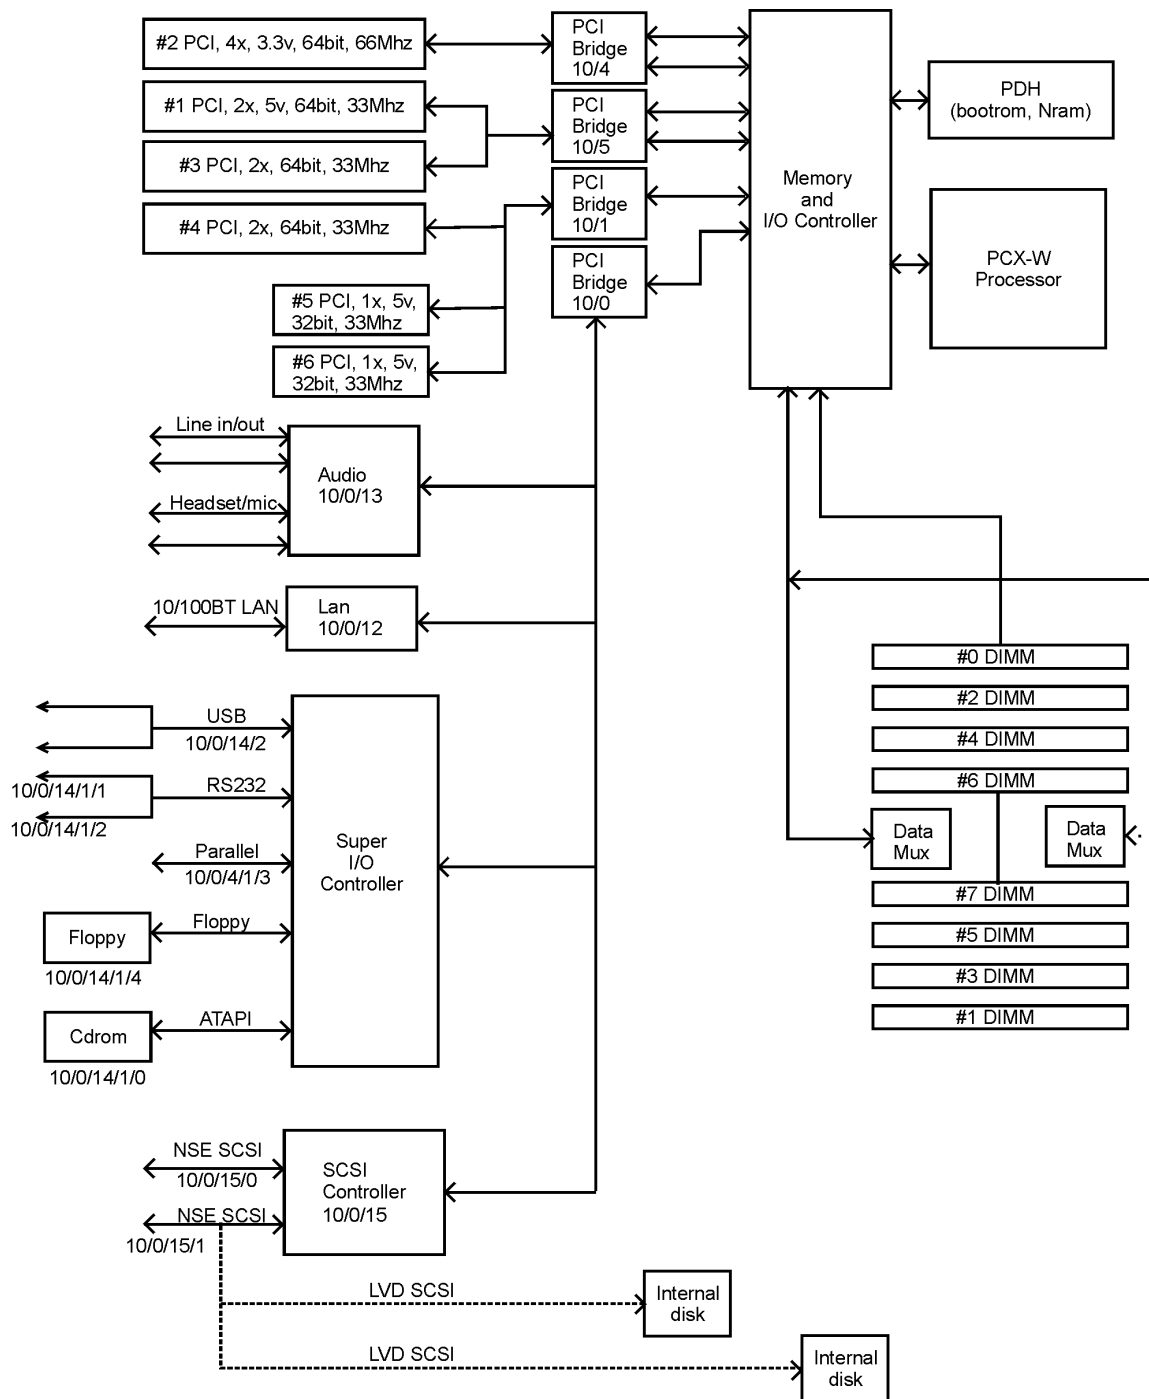 #2 PCI, 4x, 3.3v, 64bit, 66Mhz
#1 PCI, 2x, 5v, 64bit, 33Mhz
#3 PCI, 2x, 64bit, 33Mhz
#4 PCI, 2x, 64bit, 33Mhz
#5 PCI, 1x, 5v,
32bit, 33Mhz
#6 PCI, 1x, 5v,
32bit, 33Mhz
PCI
Bridge
10/4
PCI
Bridge
10/5
PCI
Bridge
10/1
PCI
Bridge
10/0
Memory
and
I/O Controller
PDH
(bootrom, Nram)
PCX-W
Processor
Line in/out
Headset/mic
Audio
10/0/13
10/100BT LAN
Lan
10/0/12
USB
10/0/14/2
10/0/14/1/1
RS232
10/0/14/1/2
Parallel
10/0/4/1/3
Floppy
Floppy
10/0/14/1/4
Cdrom
ATAPI
10/0/14/1/0
Super
I/O
Controller
#0 DIMM
#2 DIMM
#4 DIMM
#6 DIMM
Data
Mux
Data
Mux
#7 DIMM
#5 DIMM
#3 DIMM
#1 DIMM
NSE SCSI
10/0/15/0
NSE SCSI
10/0/15/1
SCSI
Controller
10/0/15
LVD SCSI
Internal
disk
LVD SCSI
Internal
disk